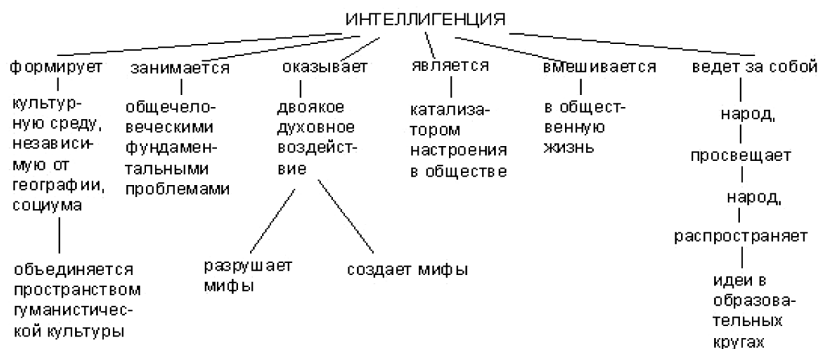 ИНТЕЛЛИГЕНЦИЯ
формирует
культур-
ную среду,
независи-
мую от
географии,
социума
объединяется
пространством
гуманистичес-
кой культуры
занимается
общечело-
веческими
фундамен-
тальными
проблемами
оказывает
двоякое
духовное
воздейст-
вие
разрушает
мифы
создает мифы
является
катализа-
тором
настроения
в обществе
вмешивается
в общест-
венную
жизнь
ведет за собой
народ,
просвещает
народ,
распространяет
идеи в
образова-
тельных
кругах